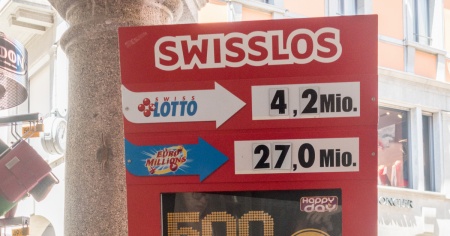 SWISSLOS
SWISS
LOTTO
4,2 Mio.
EURO
MILLIONS
27,0 Mio.
500
Happy
day